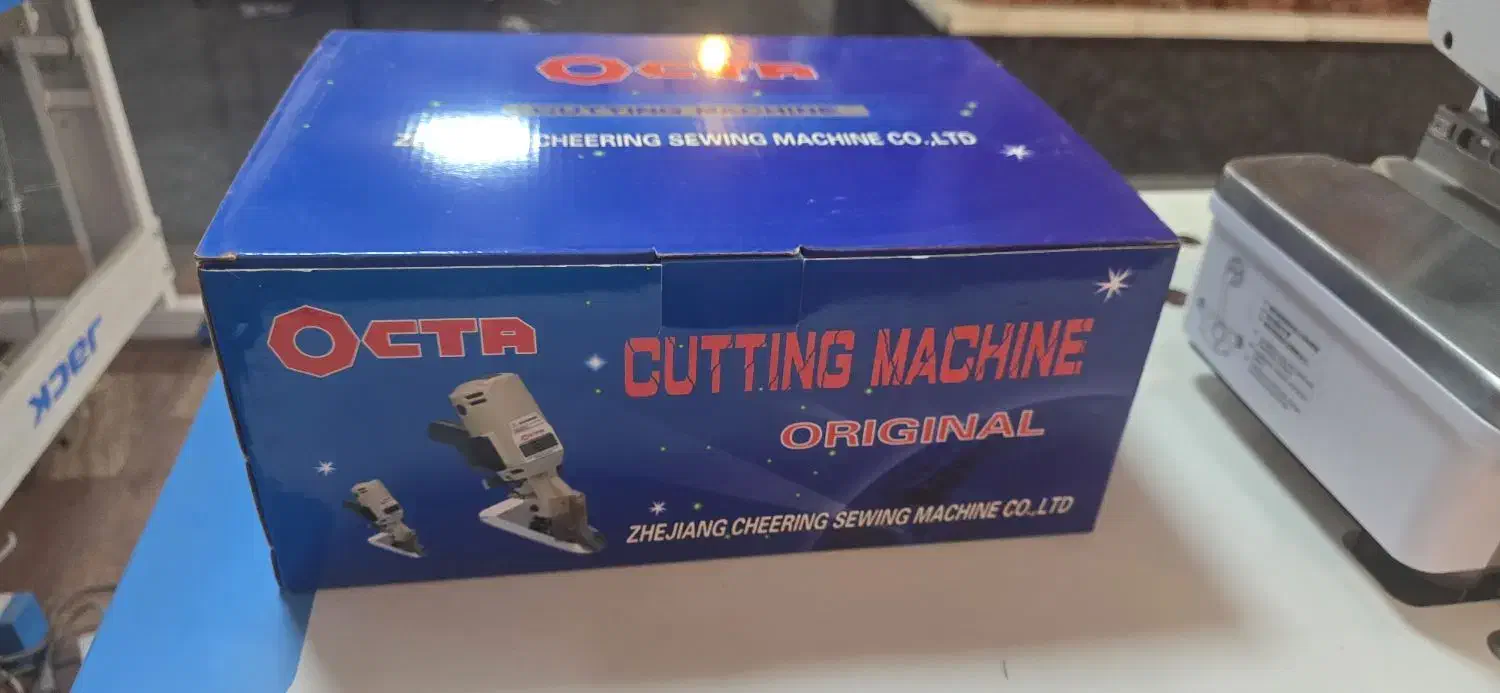 OCTA
CUTTING MACHINE
CHEERING SEWING MACHINE CO.,LTD
OCTA
CUTTING MACHINE
ORIGINAL
OCTA
ZHEJIANG CHEERING SEWING MACHINE CO.,LTD
JACK